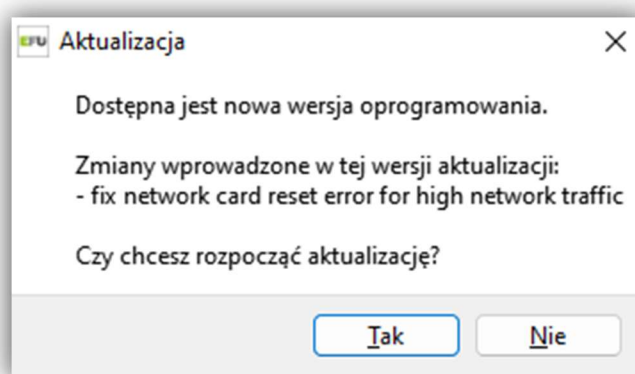 EFU Aktualizacja
Dostępna jest nowa wersja oprogramowania.
Zmiany wprowadzone w tej wersji aktualizacji:
- fix network card reset error for high network traffic
Czy chcesz rozpocząć aktualizację?
Tak Nie